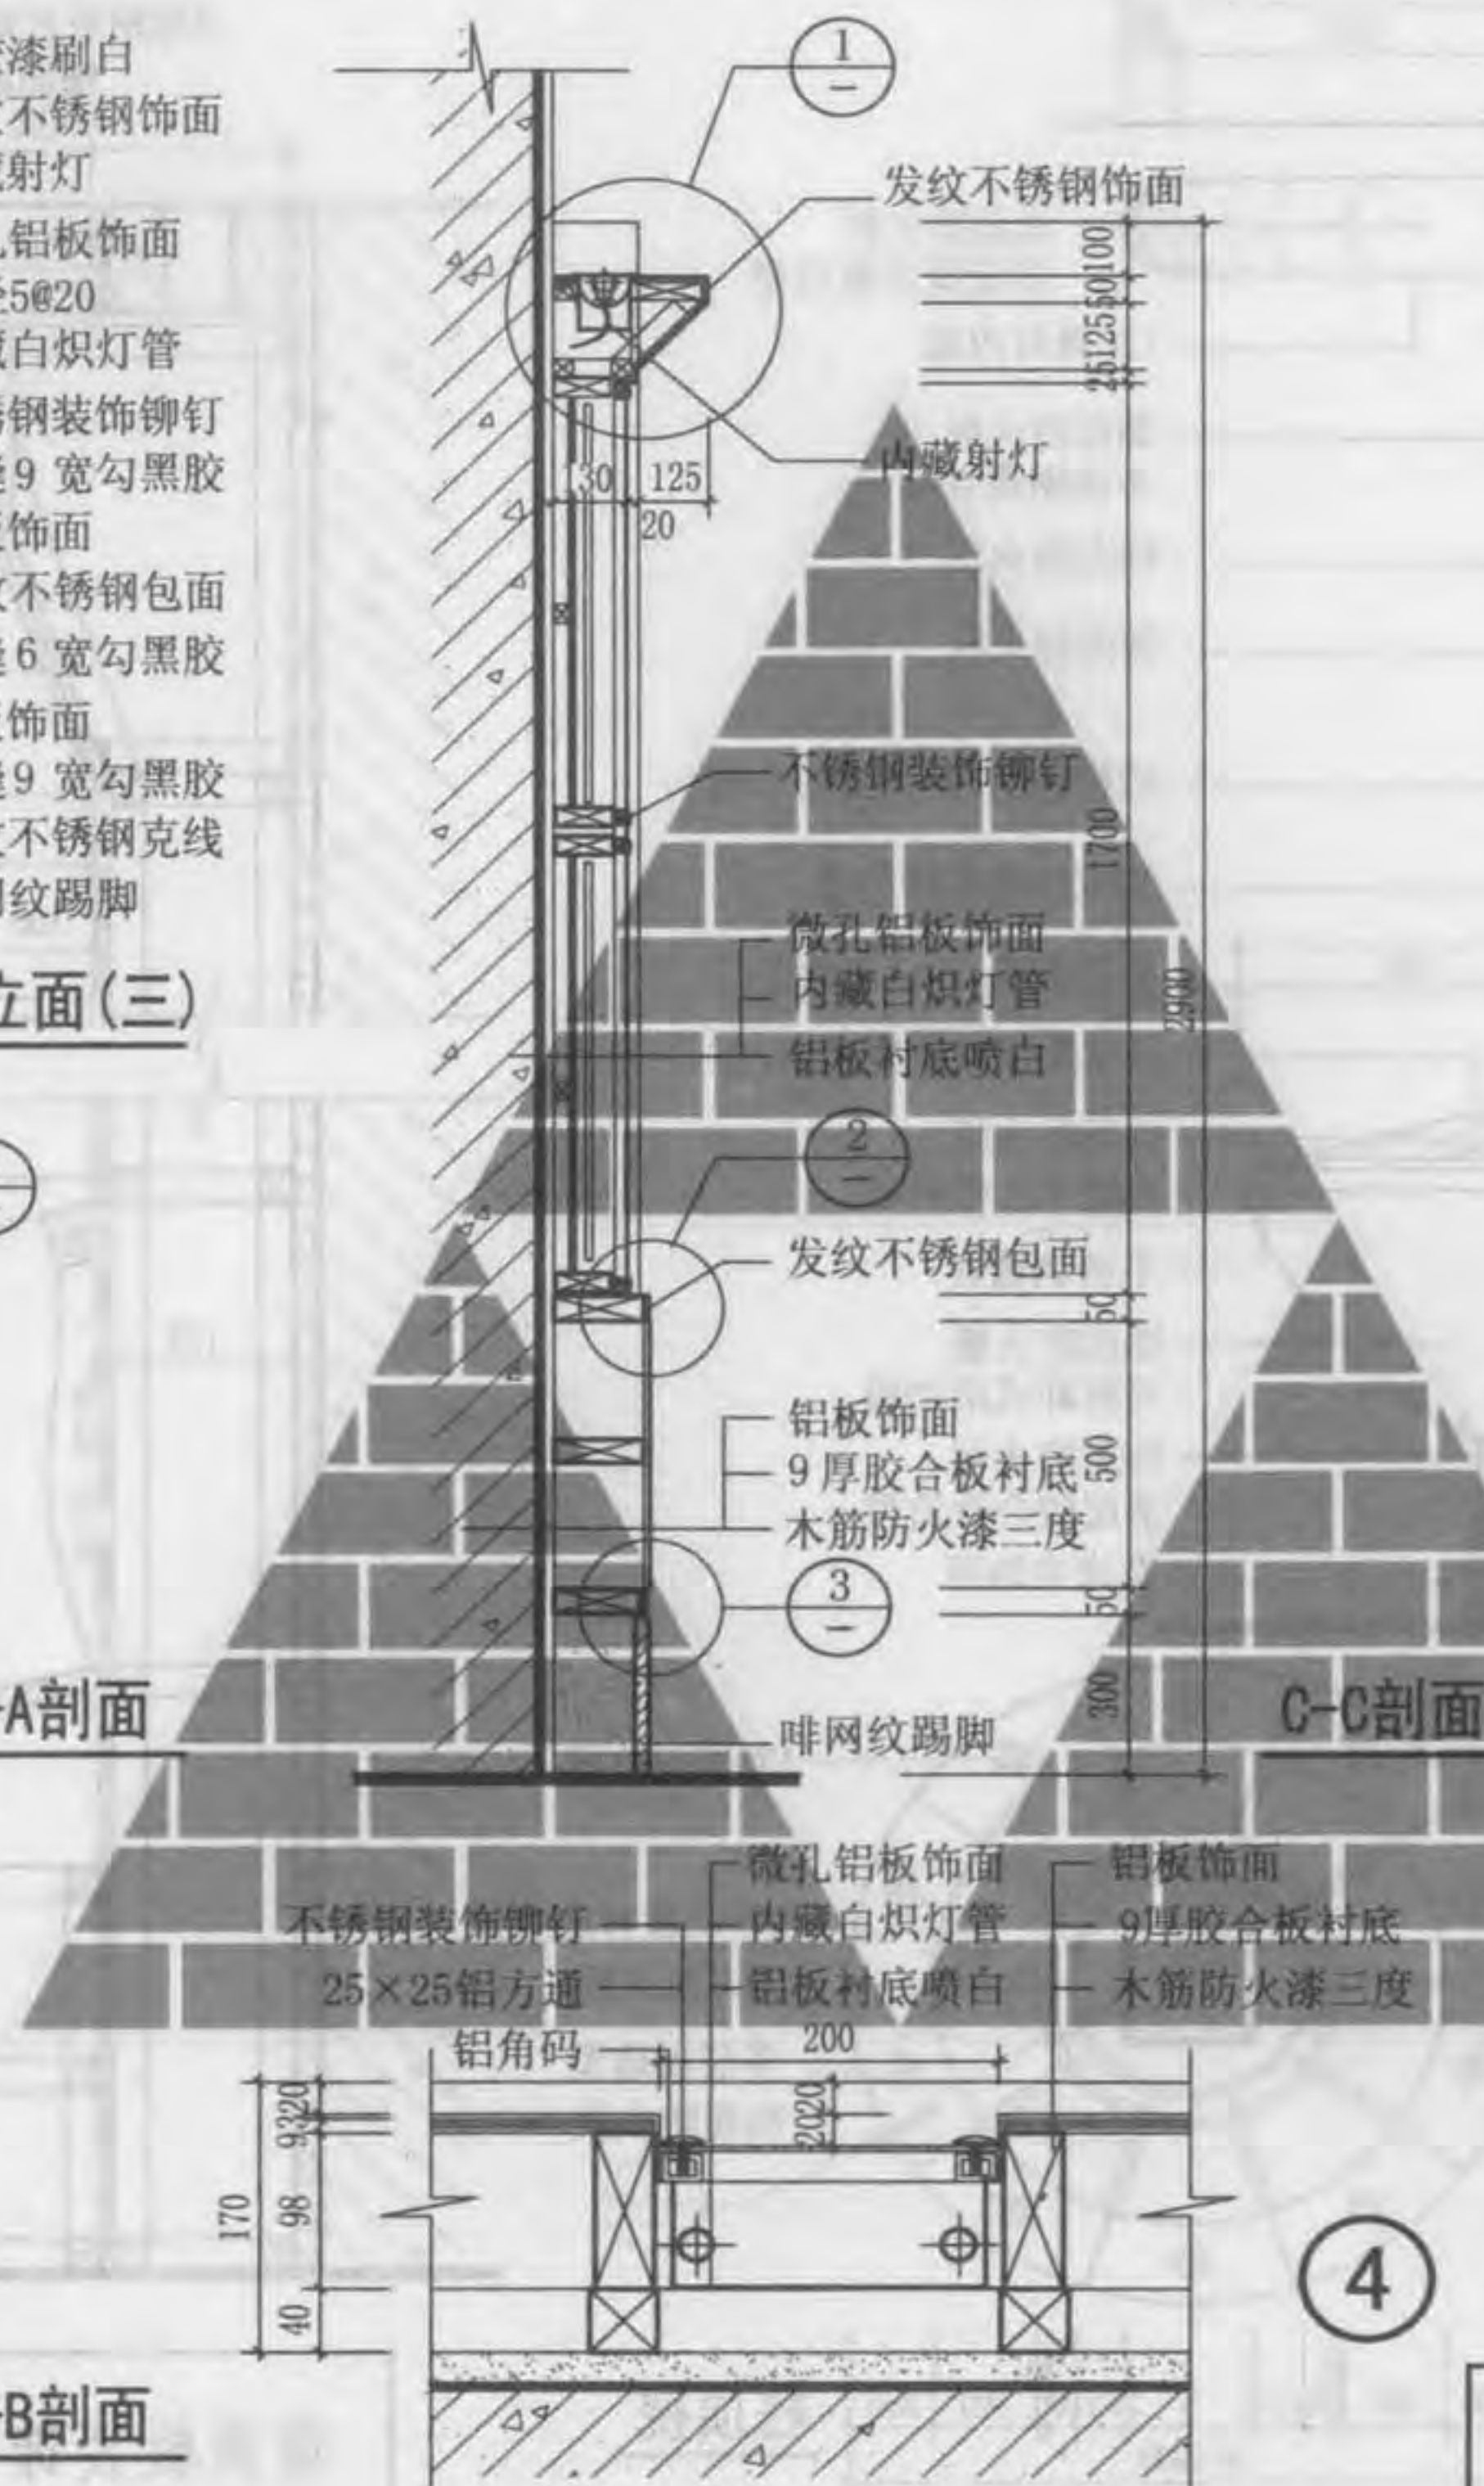 漆刷白
不锈钢饰面
射灯
铝板饰面
5@20
白炽灯管
钢装饰铆钉
9 宽勾黑胶
饰面
不锈钢包面
6 宽勾黑胶
饰面
9 宽勾黑胶
不锈钢克线
纹踢脚
立面(三)
1
—
发纹不锈钢饰面
100
50
125
25
内藏射灯
130
125
20
不锈钢装饰铆钉
1700
2900
微孔铝板饰面
内藏白炽灯管
铝板衬底喷白
2
—
发纹不锈钢包面
50
铝板饰面
9厚胶合板衬底
木筋防火漆三度
500
3
—
50
300
啡网纹踢脚
-A剖面
C-C剖面
微孔铝板饰面
内藏白炽灯管
铝板衬底喷白
铝板饰面
9厚胶合板衬底
木筋防火漆三度
不锈钢装饰铆钉
25×25铝方通
铝角码
200
20
20
20
3
9
98
40
170
4
-B剖面